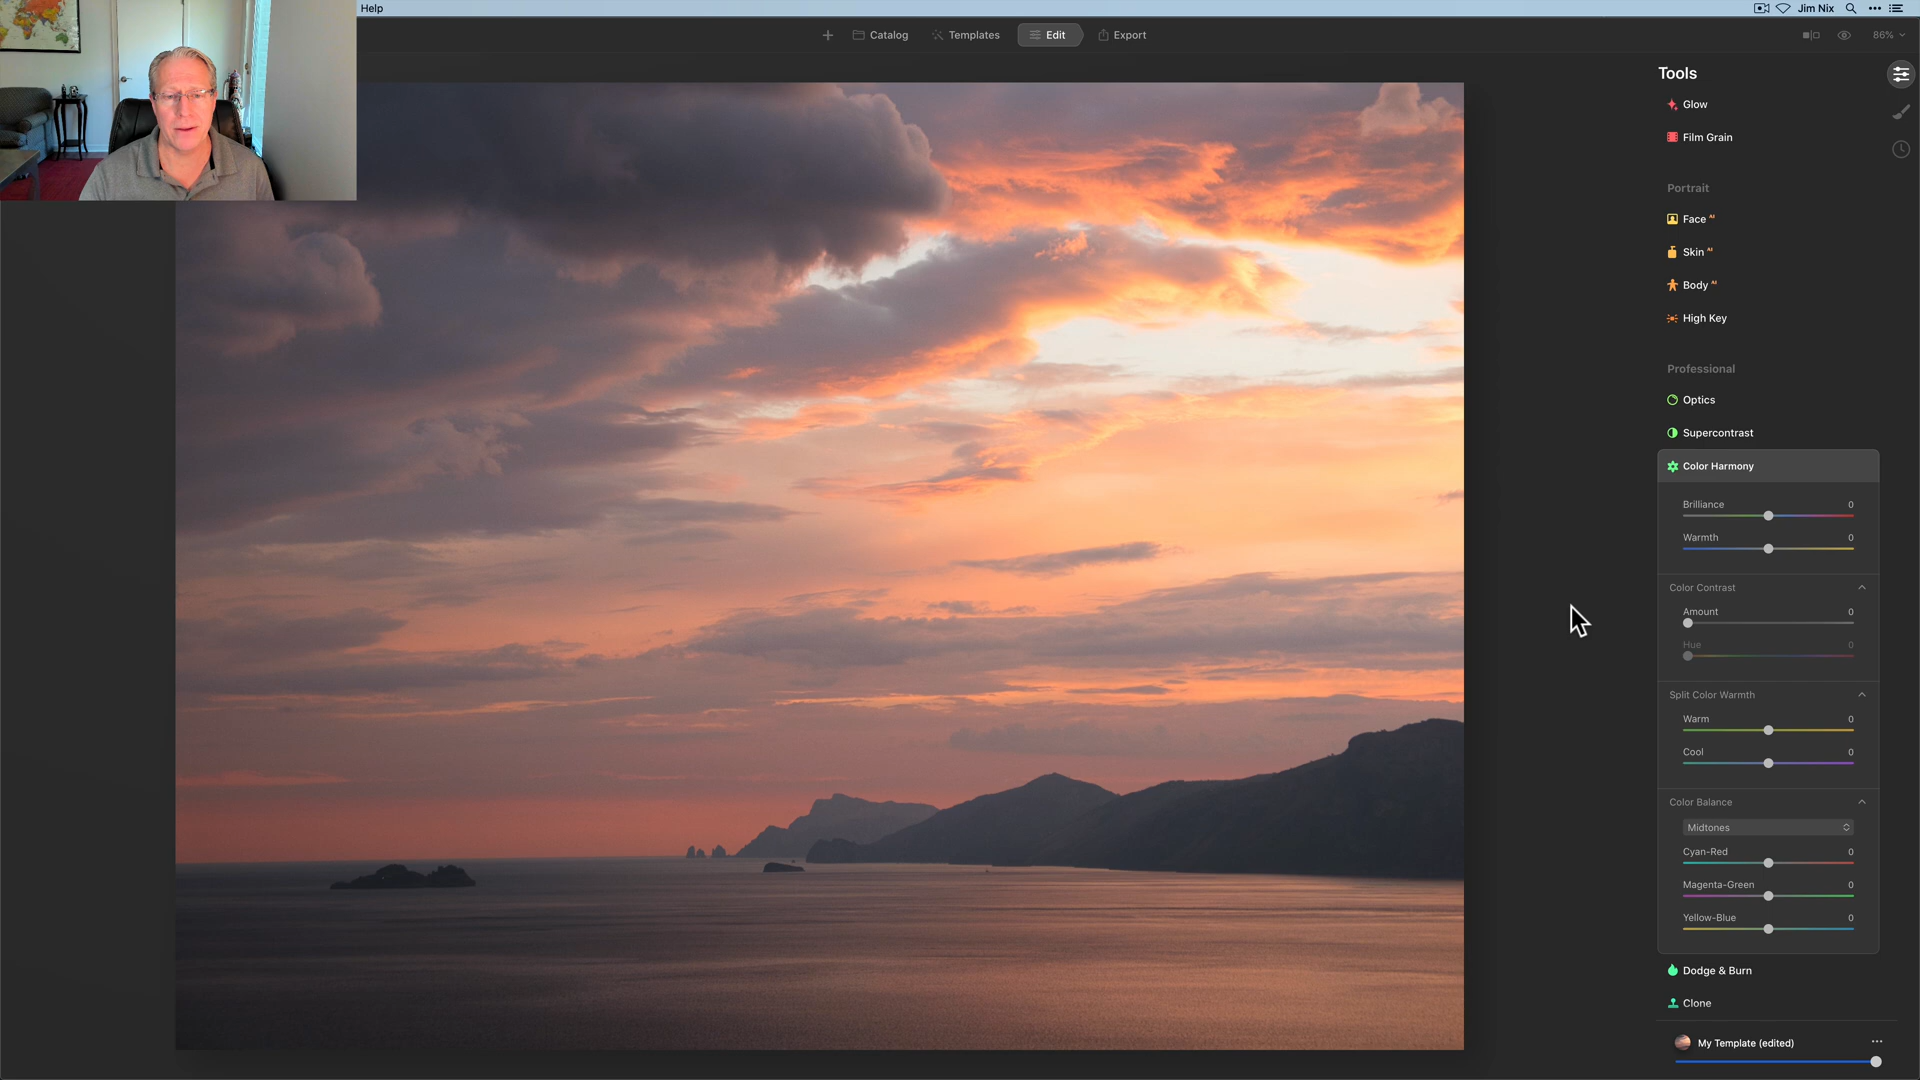 Help
Jim Nix
Catalog
Templates
Edit
Export
86%
Tools
Glow
Film Grain
Portrait
Face AI
Skin AI
Body AI
High Key
Professional
Optics
Supercontrast
Color Harmony
Brilliance 0
Warmth 0
Color Contrast
Amount 0
Hue 0
Split Color Warmth
Warm 0
Cool 0
Color Balance
Midtones
Cyan-Red 0
Magenta-Green 0
Yellow-Blue 0
Dodge & Burn
Clone
My Template (edited)